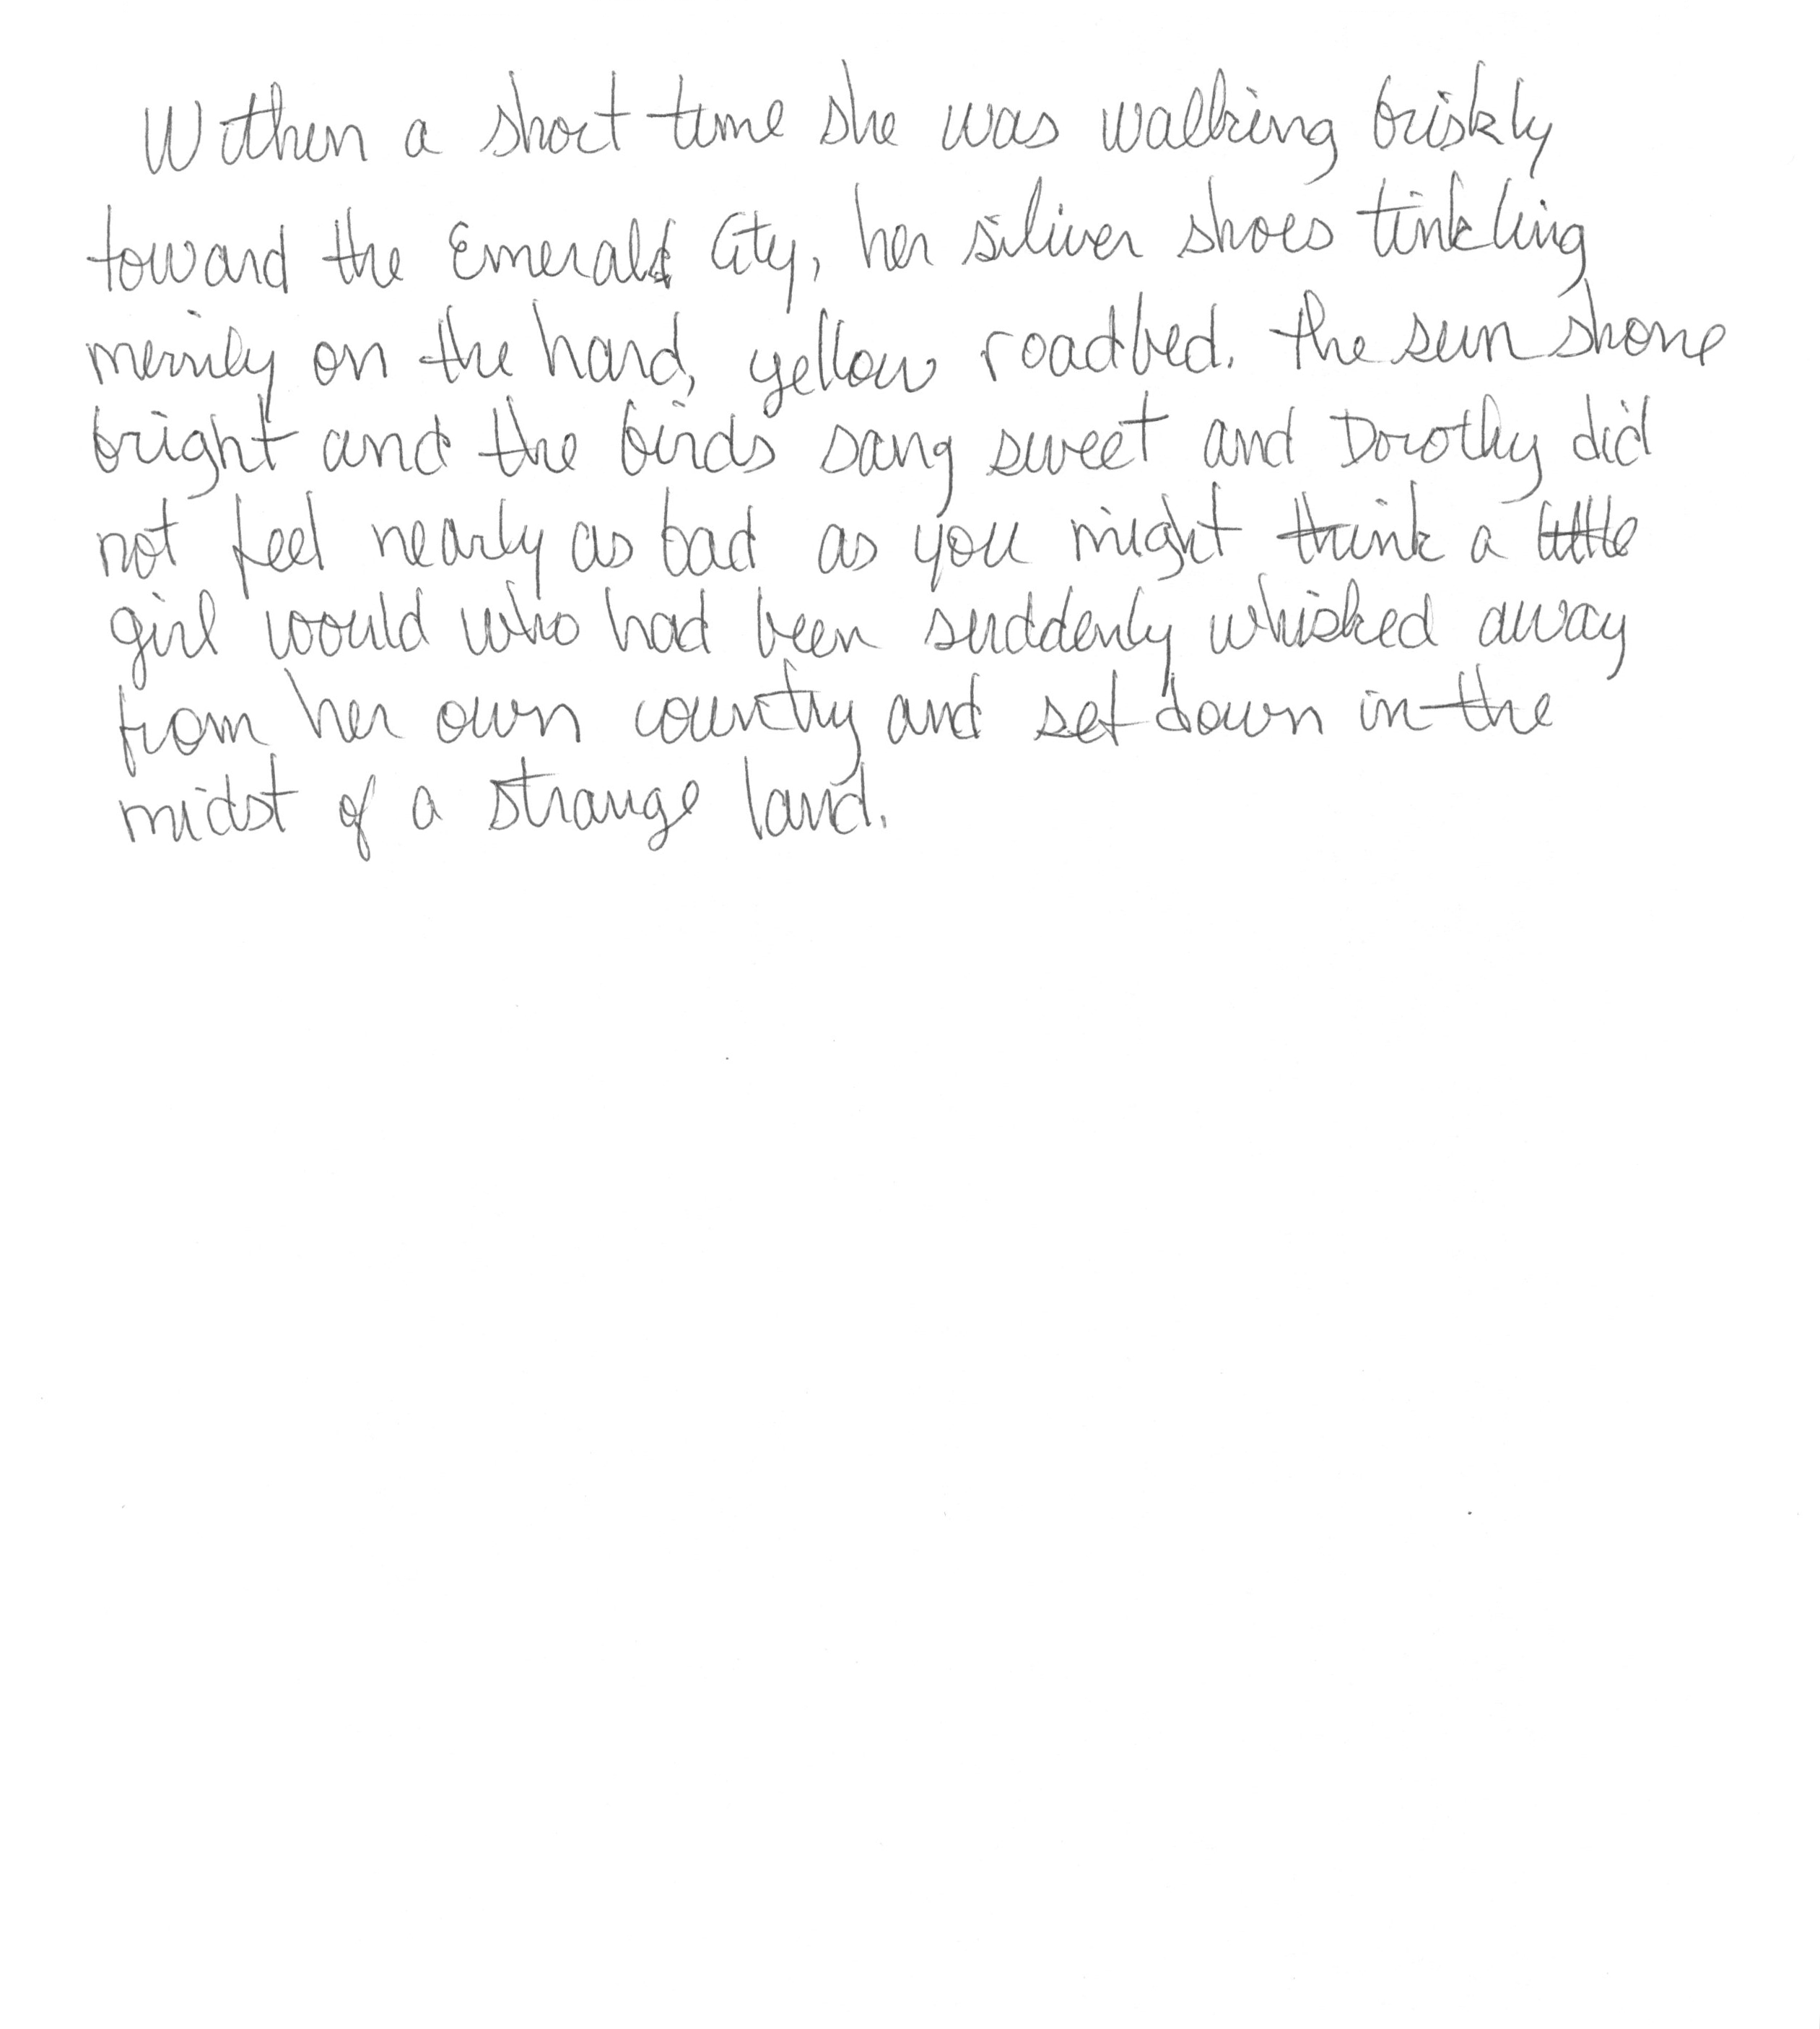 Within a short time she was walking briskly
toward the Emerald City, her siliver shoes tinkling
merrily on the hard, yellow roadbed. the sun shone
bright and the birds sang sweet and Dorothy did
not feel nearly as bad as you might think a little
girl would who had been suddenly whisked away
from her own country and set down in the
midst of a strange land.